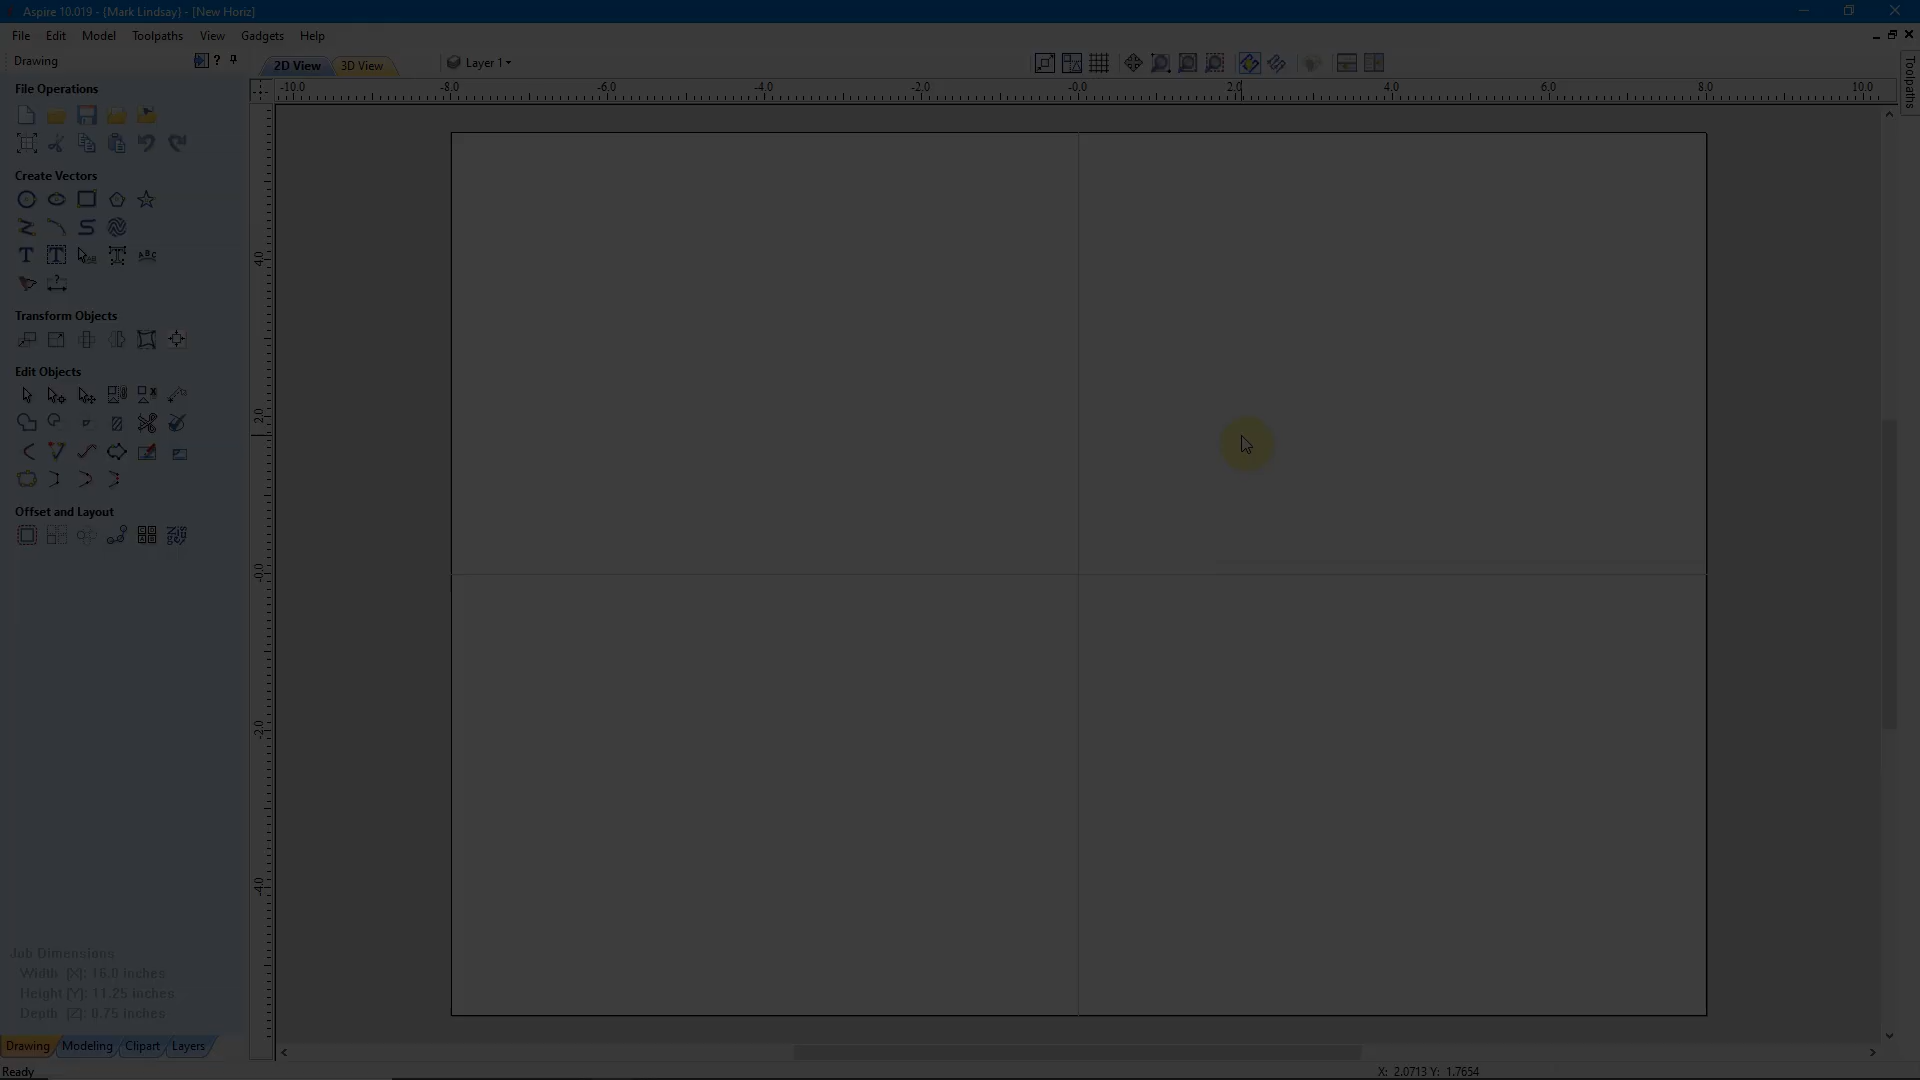 Aspire 10.019 - {Mark Lindsay} - [New Horiz]
File Edit Model Toolpaths View Gadgets Help
Drawing
2D View 3D View Layer 1
File Operations
-10.0 -8.0 -6.0 -4.0 -2.0 -0.0 2.0 4.0 6.0 8.0 10.0
Toolpaths
Create Vectors
4.0
2.0
-0.0
-2.0
-4.0
Transform Objects
Edit Objects
Offset and Layout
Job Dimensions
Width [X]: 16.0 inches
Height [Y]: 11.25 inches
Depth [Z]: 0.75 inches
Drawing Modeling Clipart Layers
Ready
X: 2.0713 Y: 1.7654